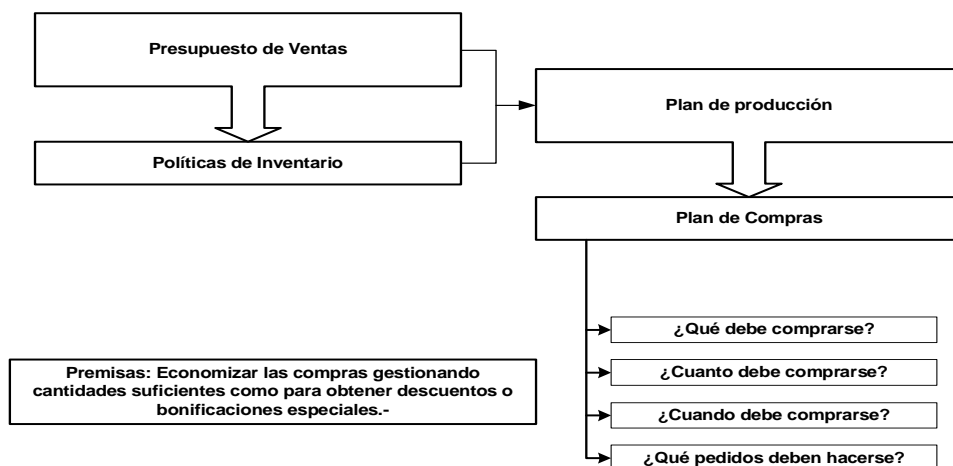 Presupuesto de Ventas
Plan de producción
Políticas de Inventario
Plan de Compras
¿Qué debe comprarse?
Premisas: Economizar las compras gestionando
cantidades suficientes como para obtener descuentos o
bonificaciones especiales.-
¿Cuanto debe comprarse?
¿Cuando debe comprarse?
¿Qué pedidos deben hacerse?